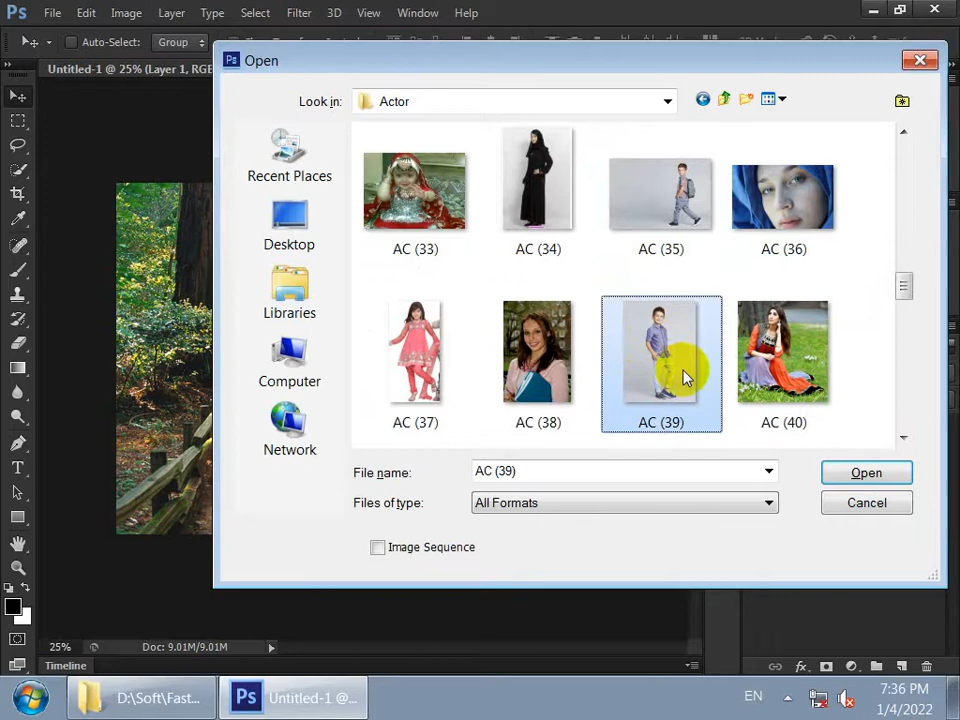 Ps File Edit Image Layer Type Select Filter 3D View Window Help
Auto-Select: Group
Untitled-1 @ 25% (Layer 1, RGB
Ps Open
Look in: Actor
Recent Places
Desktop
Libraries
Computer
Network
AC (33) AC (34) AC (35) AC (36)
AC (37) AC (38) AC (39) AC (40)
File name: AC (39) Open
Files of type: All Formats Cancel
Image Sequence
25% Doc: 9.01M/9.01M
Timeline
D:\Soft\Fast... Ps Untitled-1 @... EN 7:36 PM
1/4/2022